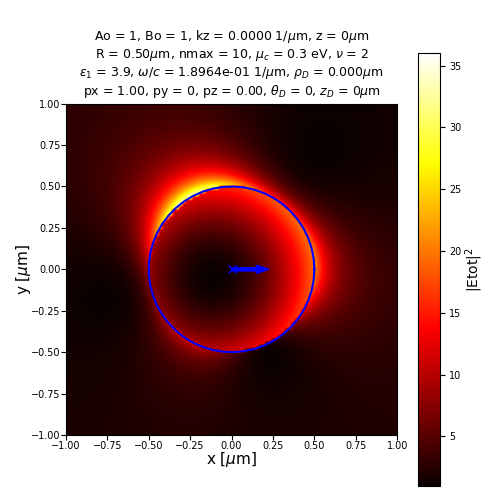 Ao = 1, Bo = 1, kz = 0.0000 1/μm, z = 0μm
R = 0.50μm, nmax = 10, μ_c = 0.3 eV, ν = 2
ε₁ = 3.9, ω/c = 1.8964e-01 1/μm, ρ_D = 0.000μm
px = 1.00, py = 0, pz = 0.00, θ_D = 0, z_D = 0μm
1.00
0.75
0.50
0.25
0.00
−0.25
−0.50
−0.75
−1.00
y [μm]
−1.00 −0.75 −0.50 −0.25 0.00 0.25 0.50 0.75 1.00
x [μm]
35
30
25
20
15
10
5
|Etot|²